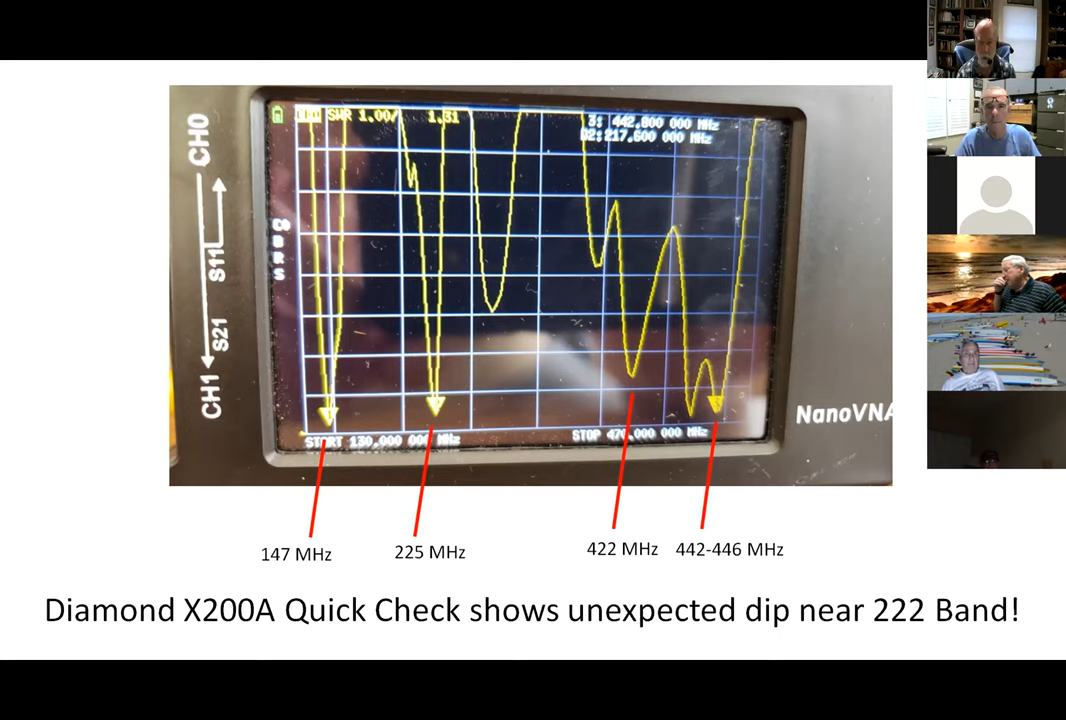 CH0
S11
S21
CH1
SWR 1.00/ 1.31
3: 442.800 000 MHz
D2:217.600 000 MHz
C0
D
R
S
START 130.000 000 MHz
STOP 470.000 000 MHz
NanoVNA
147 MHz
225 MHz
422 MHz
442-446 MHz
Diamond X200A Quick Check shows unexpected dip near 222 Band!